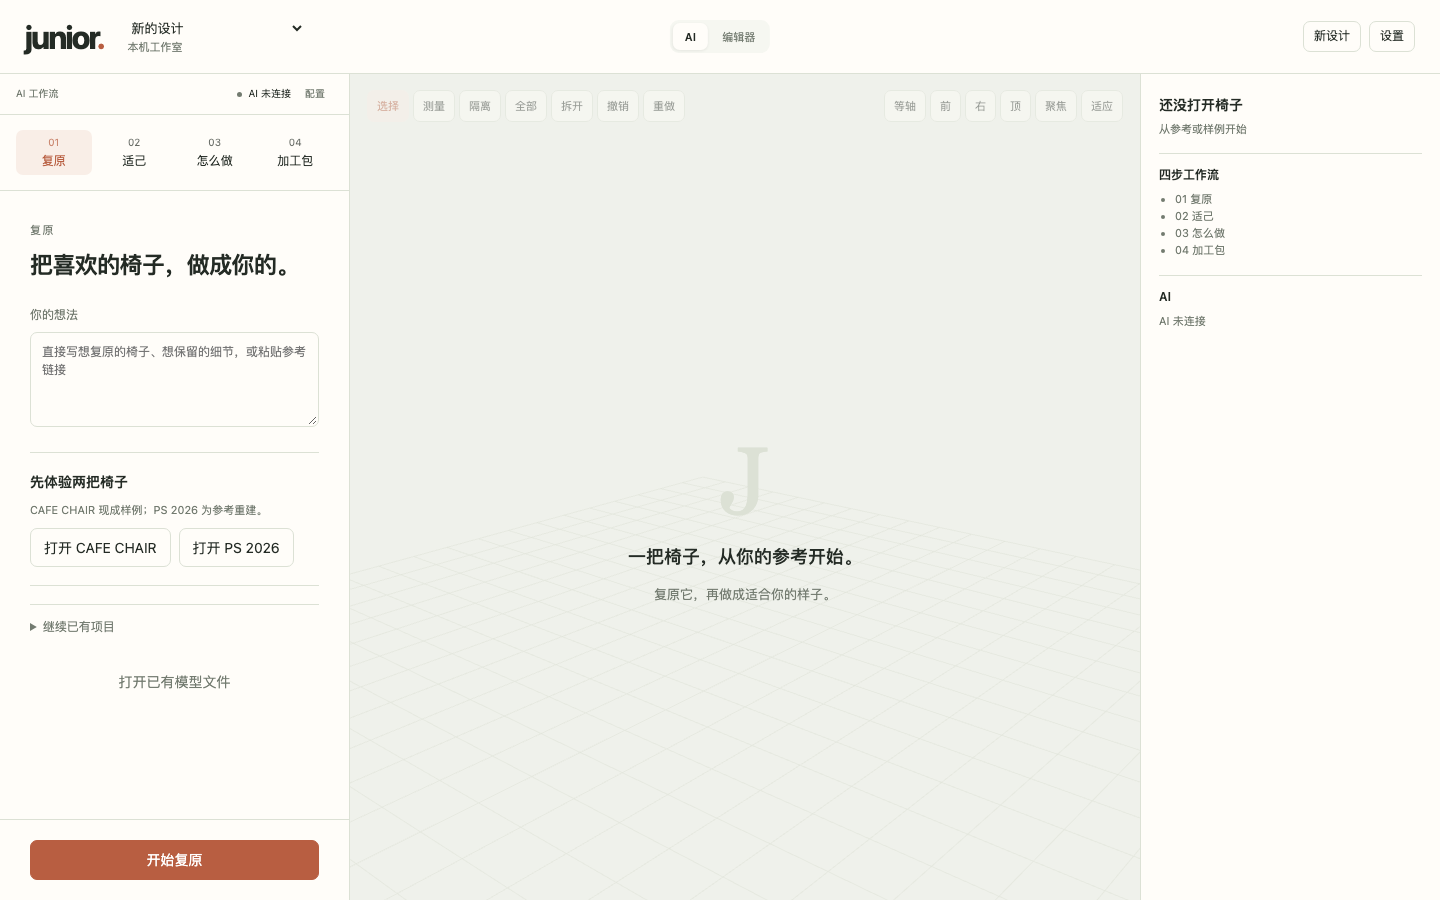 junior.
新的设计
本机工作室
AI
编辑器
新设计
设置
AI 工作流
AI 未连接
配置
01
复原
02
适己
03
怎么做
04
加工包
复原
把喜欢的椅子，做成你的。
你的想法
直接写想复原的椅子、想保留的细节，或粘贴参考
链接
先体验两把椅子
CAFE CHAIR 现成样例；PS 2026 为参考重建。
打开 CAFE CHAIR
打开 PS 2026
继续已有项目
打开已有模型文件
开始复原
选择
测量
隔离
全部
拆开
撤销
重做
等轴
前
右
顶
聚焦
适应
J
一把椅子，从你的参考开始。
复原它，再做成适合你的样子。
还没打开椅子
从参考或样例开始
四步工作流
01 复原
02 适己
03 怎么做
04 加工包
AI
AI 未连接